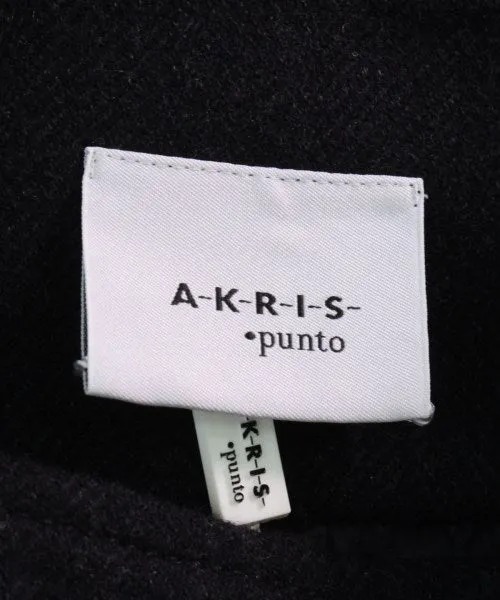 A-K-R-I-S-
•punto
K-R-I-S-
•punto